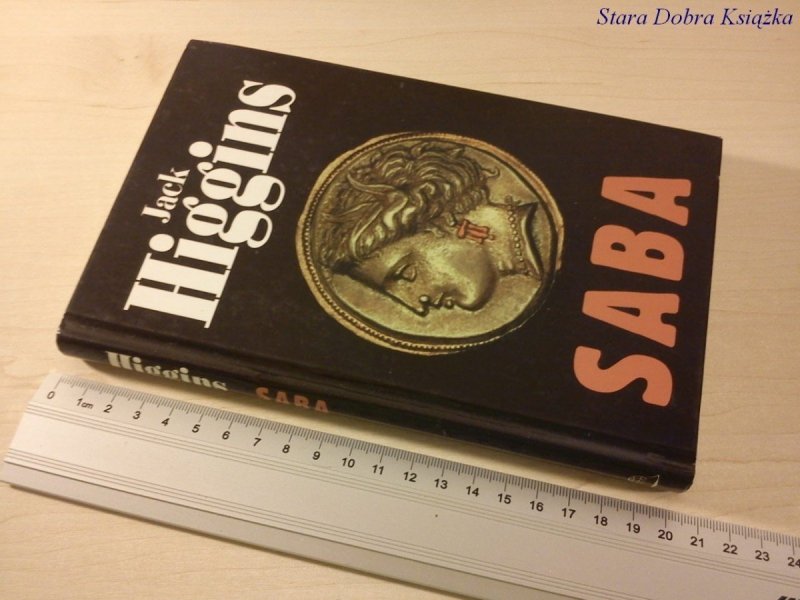 Stara Dobra Książka
Jack
Higgins
SABA
Higgins SABA
0 1cm 2 3 4 5 6 7 8 9 10 11 12 13 14 15 16 17 18 19 20 21 22 23 24